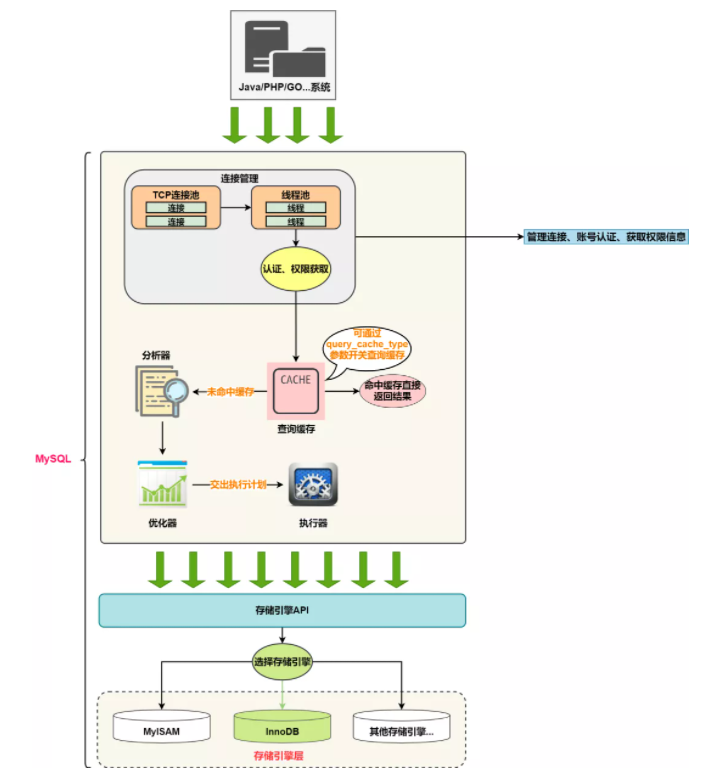 Java/PHP/GO...系统
连接管理
TCP连接池
连接
连接
线程池
线程
线程
认证、权限获取
管理连接、账号认证、获取权限信息
可通过
query_cache_type
参数开关查询缓存
分析器
未命中缓存
CACHE
命中缓存直接
返回结果
查询缓存
MySQL
交出执行计划
优化器
执行器
存储引擎API
选择存储引擎
MyISAM
InnoDB
其他存储引擎...
存储引擎层